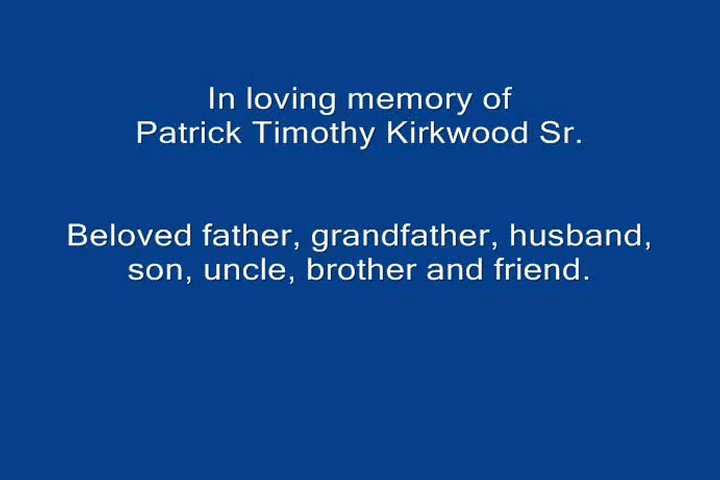 In loving memory of
Patrick Timothy Kirkwood Sr.
Beloved father, grandfather, husband,
son, uncle, brother and friend.